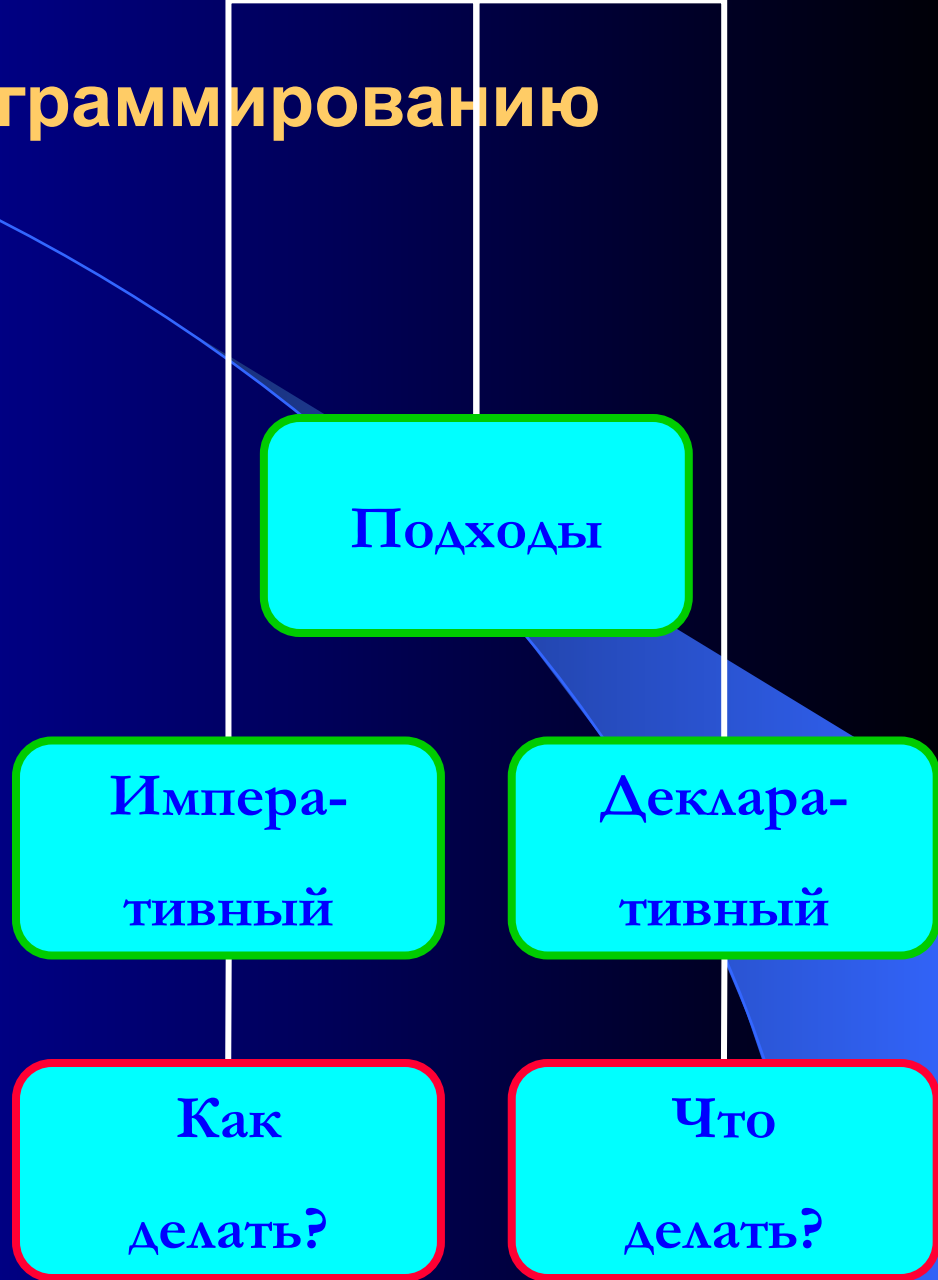 граммированию
Подходы
Импера-
тивный
Деклара-
тивный
Как
делать?
Что
делать?